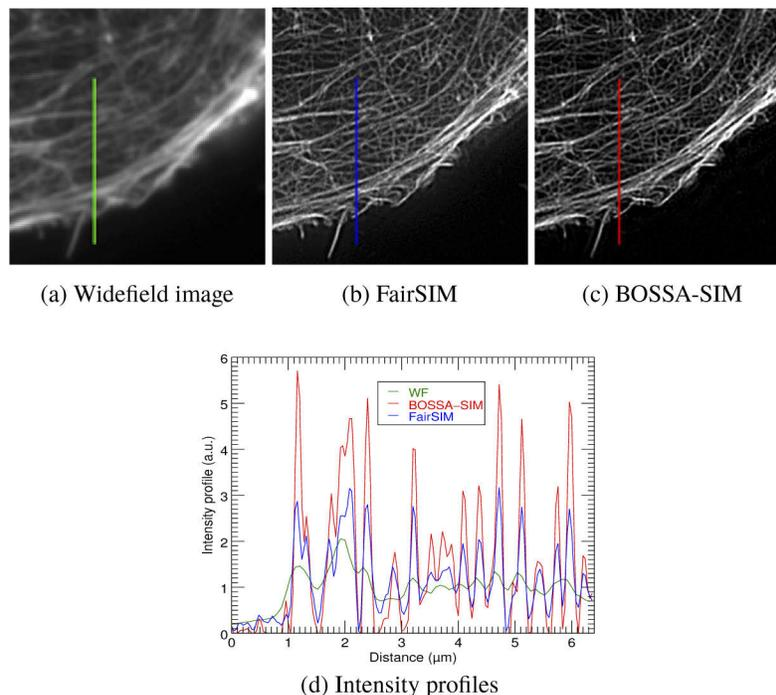 (a) Widefield image
(b) FairSIM
(c) BOSSA-SIM
6
5
4
3
2
1
0
Intensity profile (a.u.)
WF
BOSSA–SIM
FairSIM
0 1 2 3 4 5 6
Distance (µm)
(d) Intensity profiles